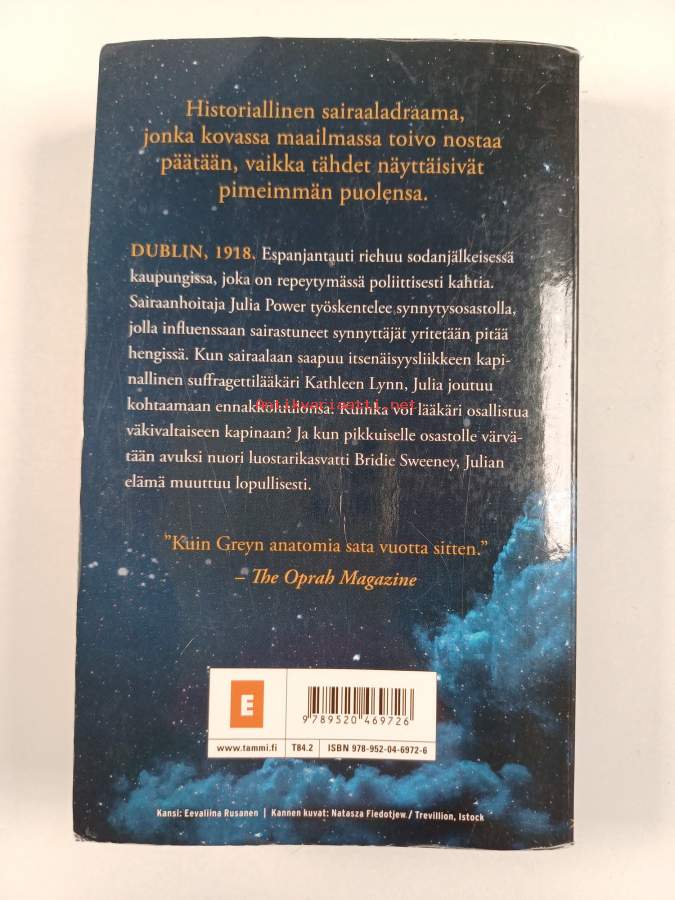 Historiallinen sairaaladraama,
jonka kovassa maailmassa toivo nostaa
päätään, vaikka tähdet näyttäisivät
pimeimmän puolensa.
DUBLIN, 1918. Espanjantauti riehuu sodanjälkeisessä
kaupungissa, joka on repeytymässä poliittisesti kahtia.
Sairaanhoitaja Julia Power työskentelee synnytysosastolla,
jolla influenssaan sairastuneet synnyttäjät yritetään pitää
hengissä. Kun sairaalaan saapuu itsenäisyysliikkeen kapi-
nallinen suffragettilääkäri Kathleen Lynn, Julia joutuu
kohtaamaan ennakkoluulonsa. Kuinka voi lääkäri osallistua
väkivaltaiseen kapinaan? Ja kun pikkuiselle osastolle värvä-
tään avuksi nuori luostarikasvatti Bridie Sweeney, Julian
elämä muuttuu lopullisesti.
”Kuin Greyn anatomia sata vuotta sitten.”
– The Oprah Magazine
E
9 789520 469726
www.tammi.fi T84.2 ISBN 978-952-04-6972-6
Kansi: Eevaliina Rusanen | Kannen kuvat: Natasza Fiedotjew / Trevillion, Istock